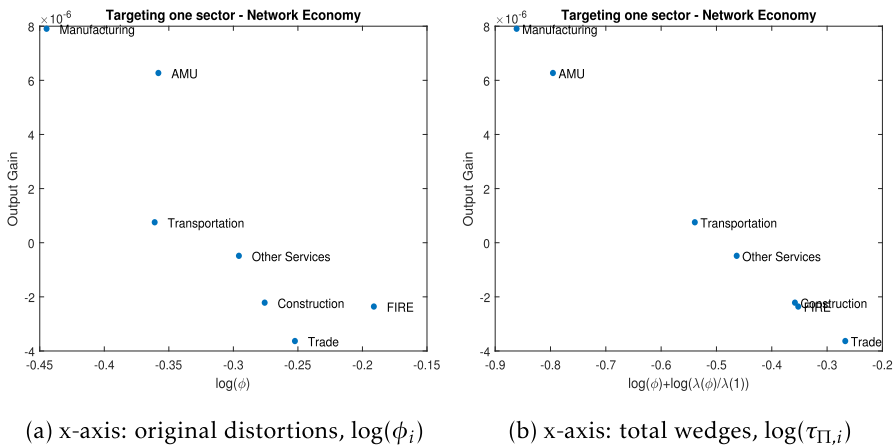 Targeting one sector - Network Economy
×10⁻⁶
8
6
4
2
0
-2
-4
Output Gain
Manufacturing
AMU
Transportation
Other Services
Construction
FIRE
Trade
-0.45 -0.4 -0.35 -0.3 -0.25 -0.2 -0.15
log(ϕ)
(a) x-axis: original distortions, log(ϕᵢ)
Targeting one sector - Network Economy
×10⁻⁶
8
6
4
2
0
-2
-4
Output Gain
Manufacturing
AMU
Transportation
Other Services
Construction
FIRE
Trade
-0.9 -0.8 -0.7 -0.6 -0.5 -0.4 -0.3 -0.2
log(ϕ)+log(λ(ϕ)/λ(1))
(b) x-axis: total wedges, log(τ_Π,i)